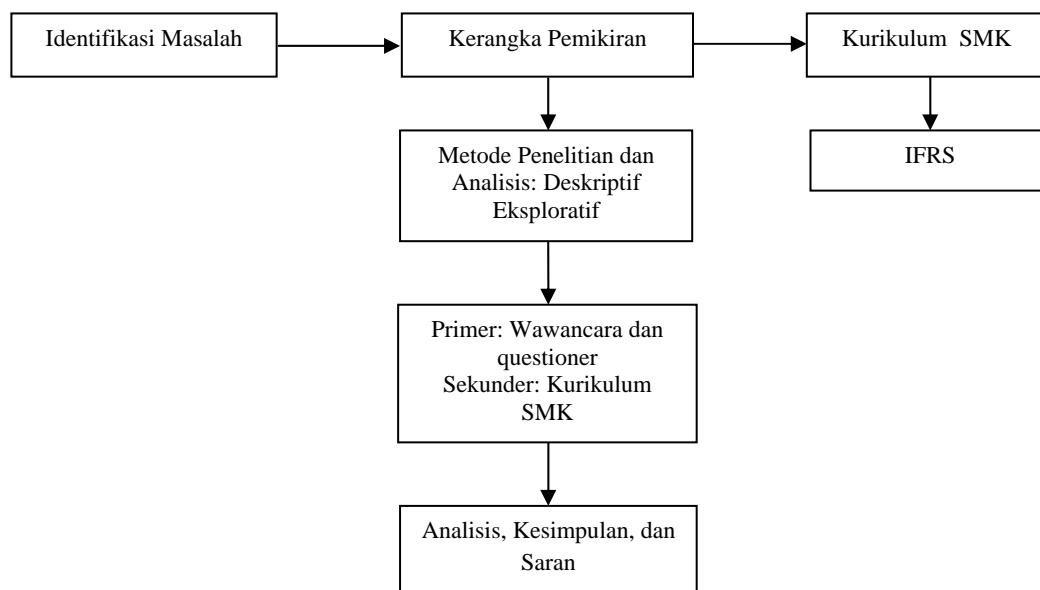 Identifikasi Masalah
Kerangka Pemikiran
Kurikulum SMK
Metode Penelitian dan
Analisis: Deskriptif
Eksploratif
IFRS
Primer: Wawancara dan
questioner
Sekunder: Kurikulum
SMK
Analisis, Kesimpulan, dan
Saran